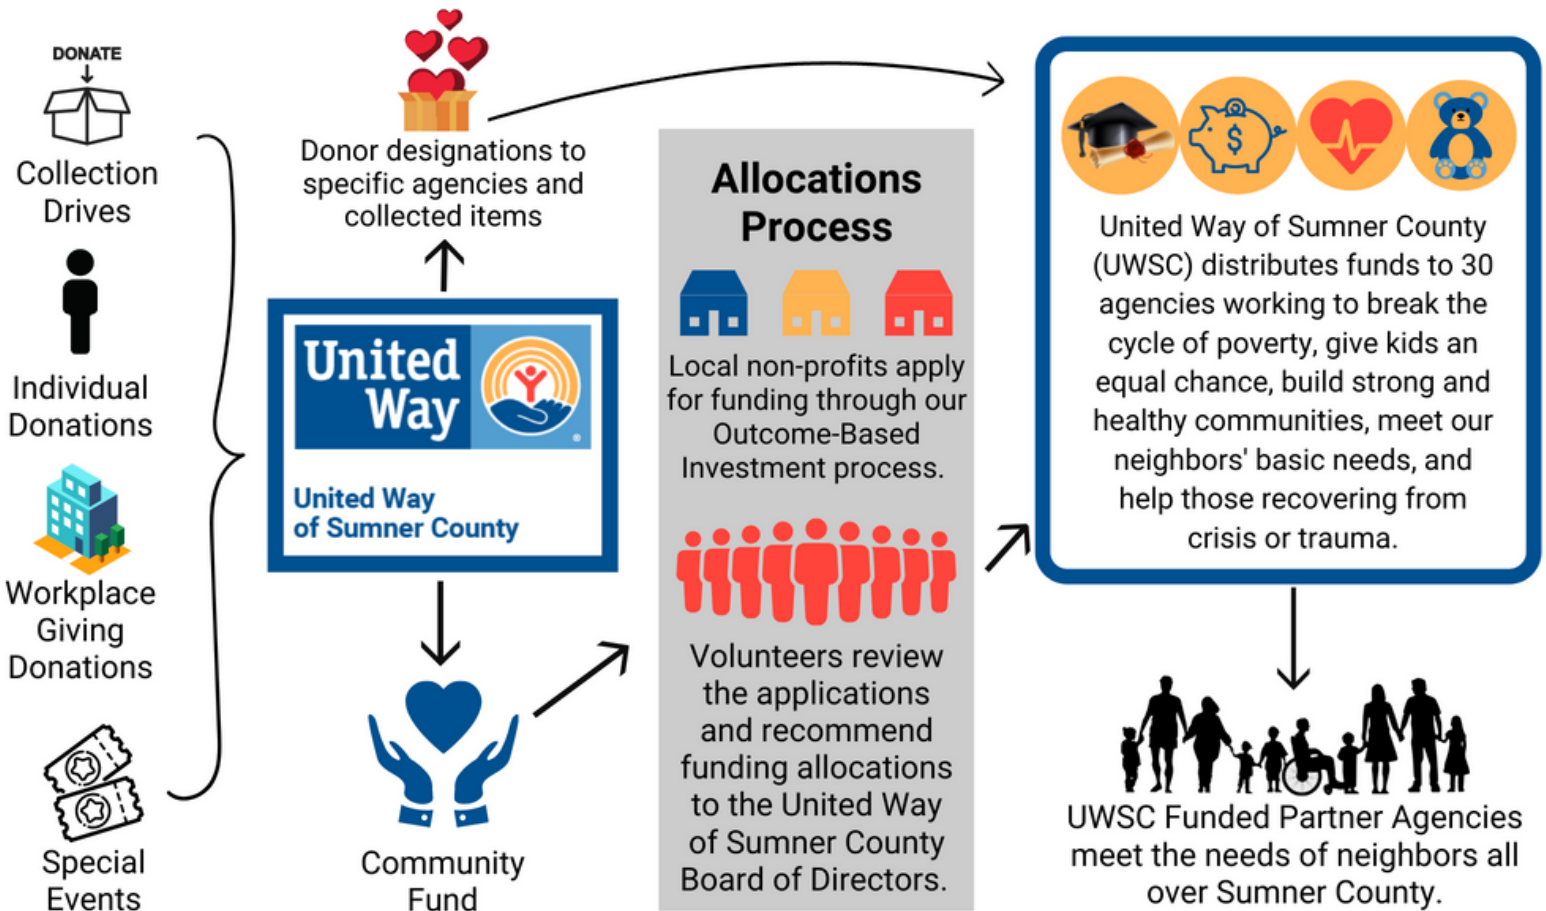 DONATE
Collection
Drives
Individual
Donations
Workplace
Giving
Donations
Special
Events
Donor designations to
specific agencies and
collected items
United
Way
®
United Way
of Sumner County
Community
Fund
Allocations
Process
Local non-profits apply
for funding through our
Outcome-Based
Investment process.
Volunteers review
the applications
and recommend
funding allocations
to the United Way
of Sumner County
Board of Directors.
$
United Way of Sumner County
(UWSC) distributes funds to 30
agencies working to break the
cycle of poverty, give kids an
equal chance, build strong and
healthy communities, meet our
neighbors' basic needs, and
help those recovering from
crisis or trauma.
UWSC Funded Partner Agencies
meet the needs of neighbors all
over Sumner County.